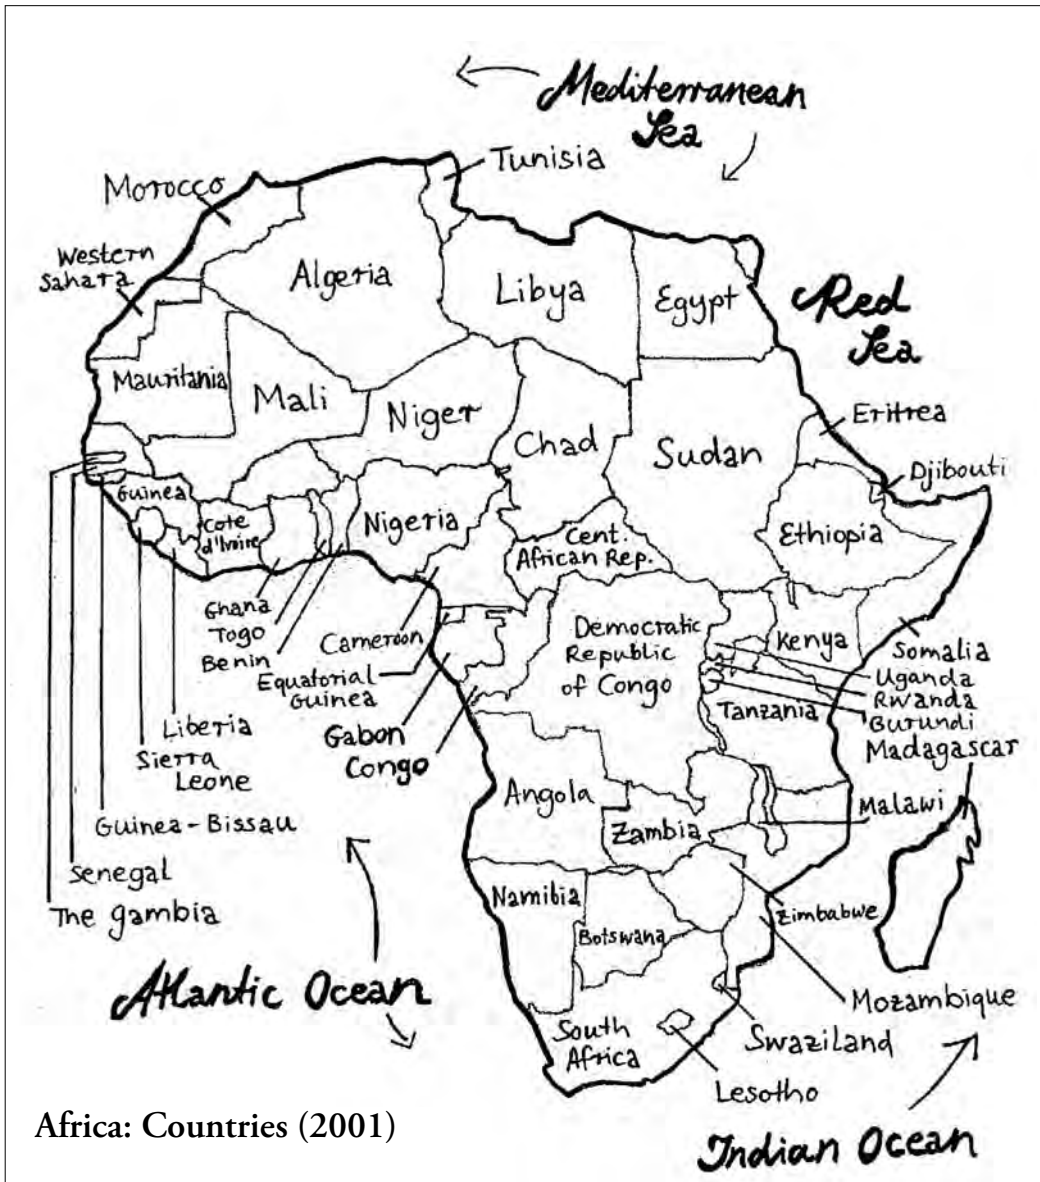 Mediterranean
Sea
Tunisia
Morocco
Western
Sahara
Algeria
Libya
Egypt
Red
Sea
Mauritania
Mali
Niger
Chad
Sudan
Eritrea
Djibouti
Guinea
Cote
d'Ivoire
Nigeria
Cent.
African Rep.
Ethiopia
Ghana
Togo
Benin
Cameroon
Equatorial
Guinea
Gabon
Congo
Democratic
Republic
of Congo
Kenya
Somalia
Uganda
Rwanda
Burundi
Tanzania
Madagascar
Liberia
Sierra
Leone
Guinea-Bissau
Senegal
The Gambia
Angola
Zambia
Malawi
Namibia
Botswana
Zimbabwe
Mozambique
Atlantic Ocean
South
Africa
Swaziland
Lesotho
Africa: Countries (2001)
Indian Ocean